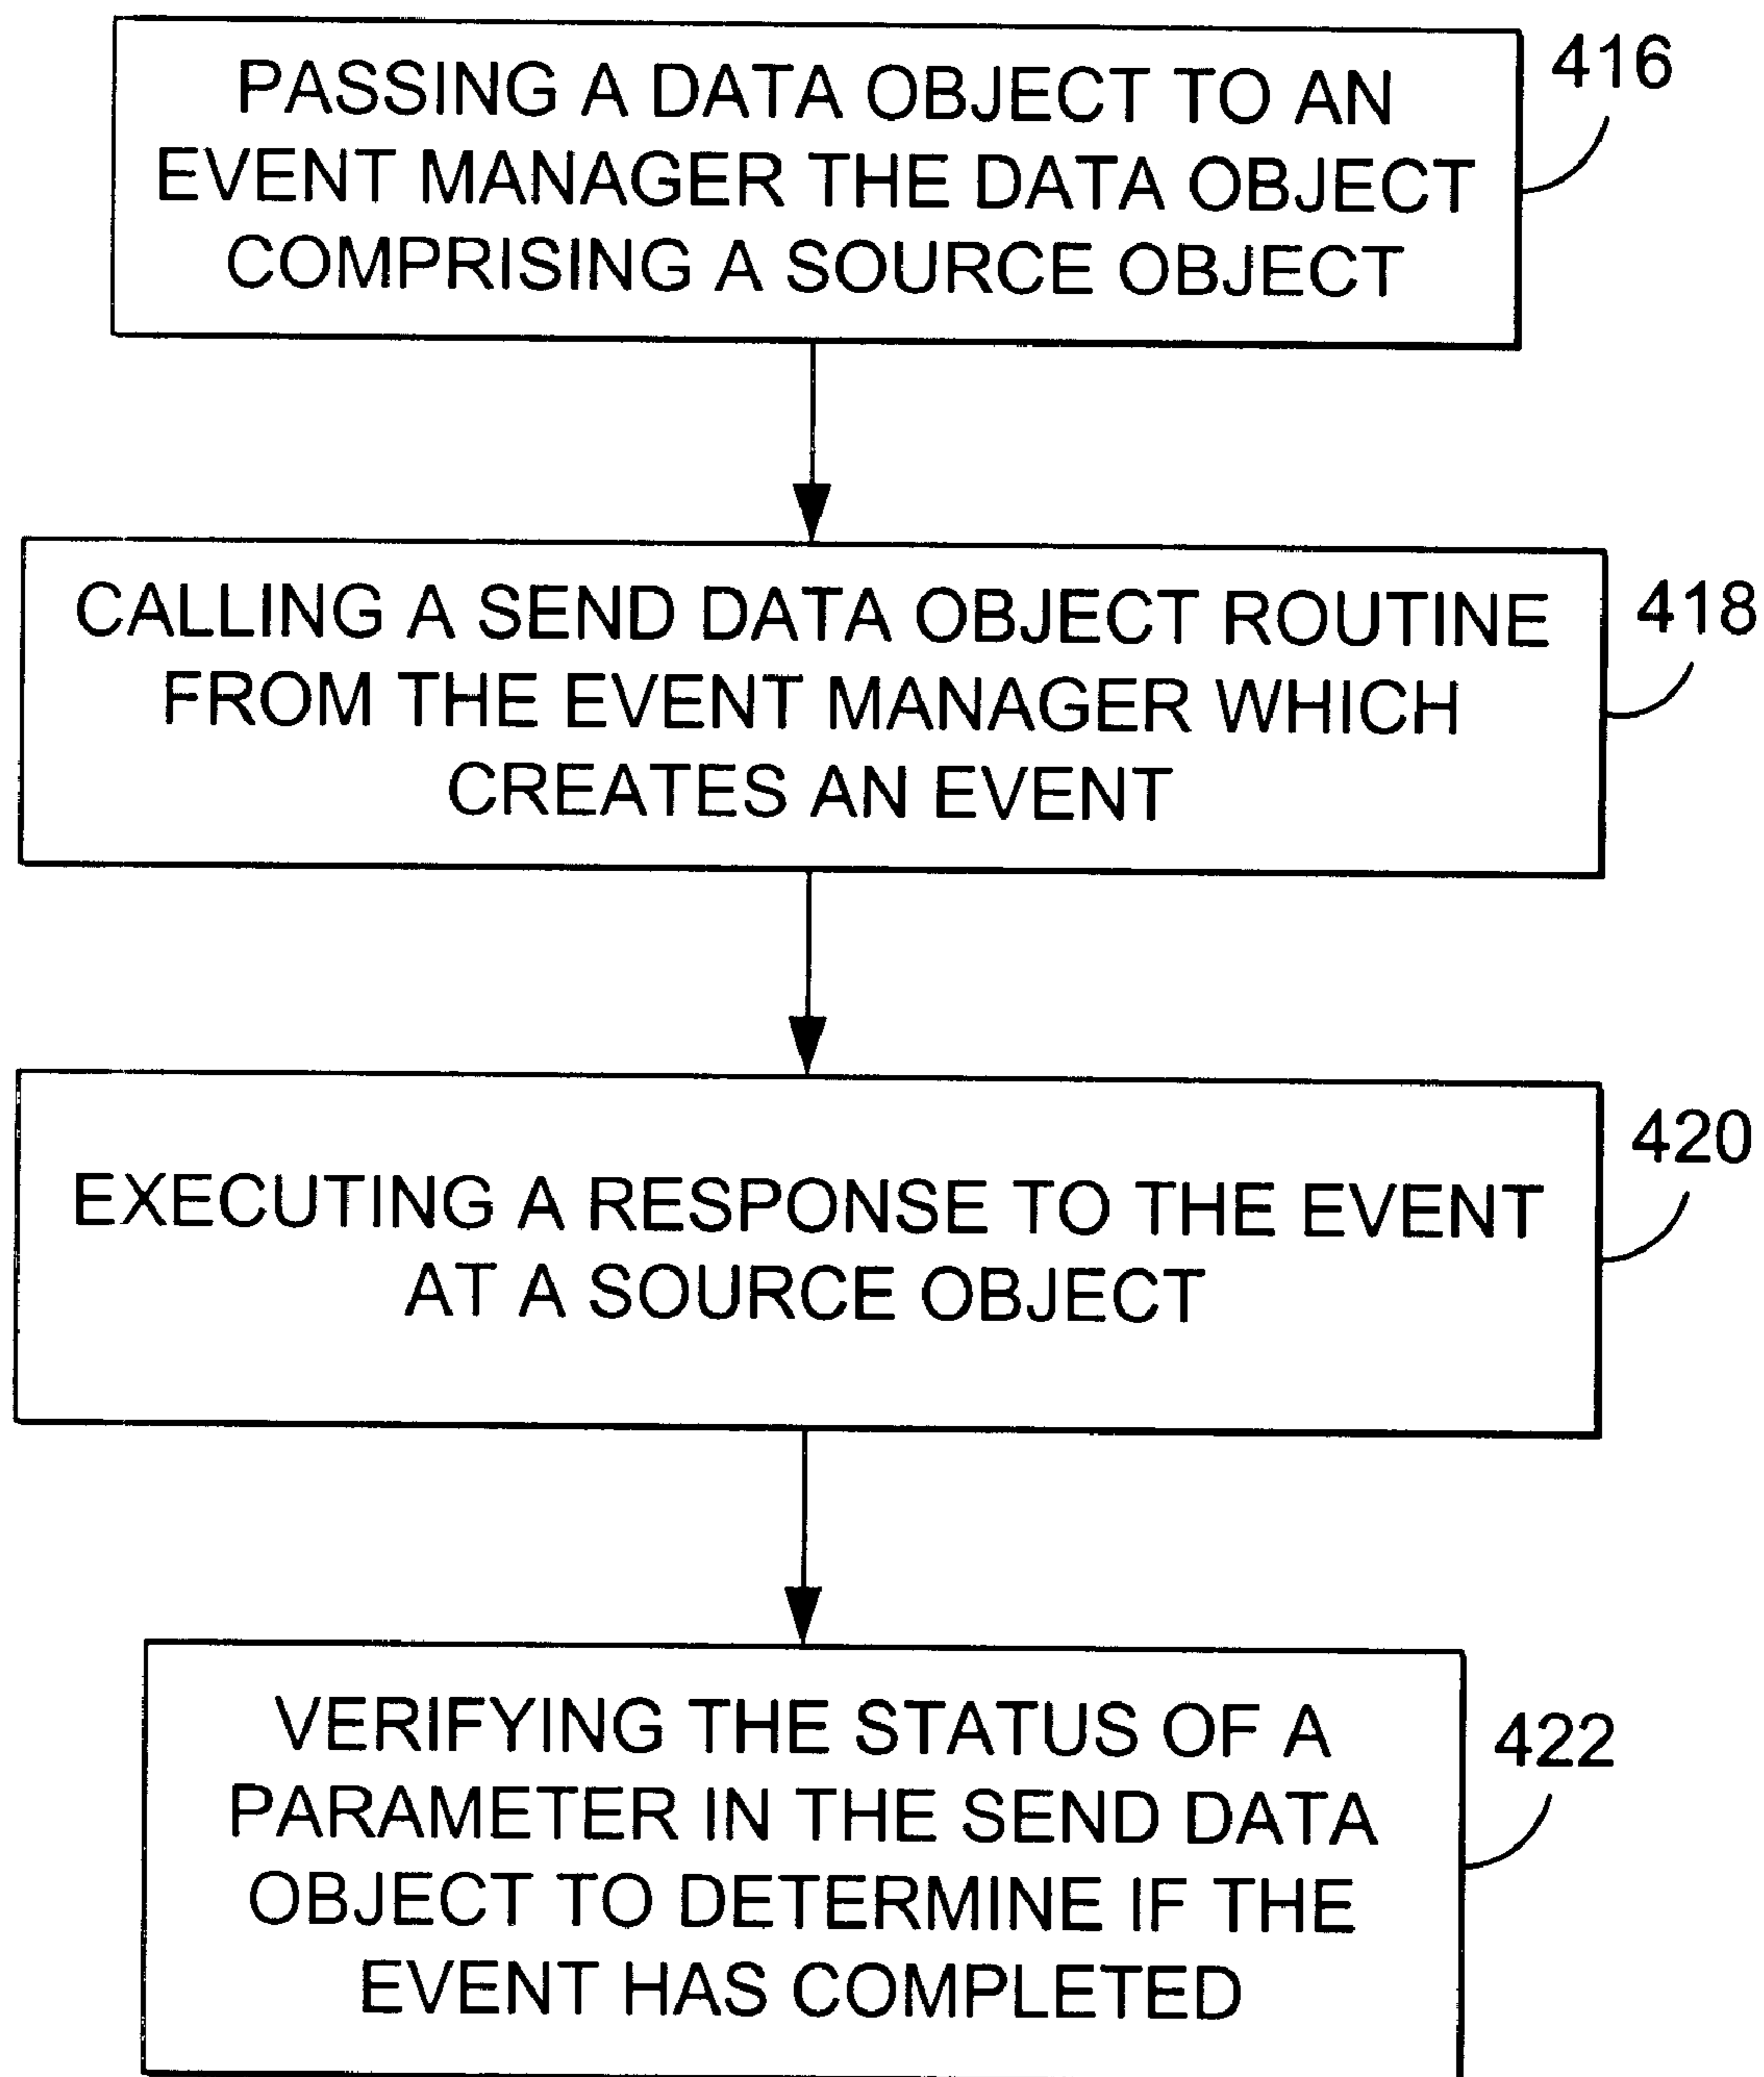 PASSING A DATA OBJECT TO AN
EVENT MANAGER THE DATA OBJECT
COMPRISING A SOURCE OBJECT
416
CALLING A SEND DATA OBJECT ROUTINE
FROM THE EVENT MANAGER WHICH
CREATES AN EVENT
418
EXECUTING A RESPONSE TO THE EVENT
AT A SOURCE OBJECT
420
VERIFYING THE STATUS OF A
PARAMETER IN THE SEND DATA
OBJECT TO DETERMINE IF THE
EVENT HAS COMPLETED
422